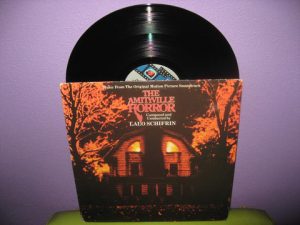 Music From The Original Motion Picture Soundtrack
THE
AMITYVILLE
HORROR
Composed and
Conducted by
LALO SCHIFRIN